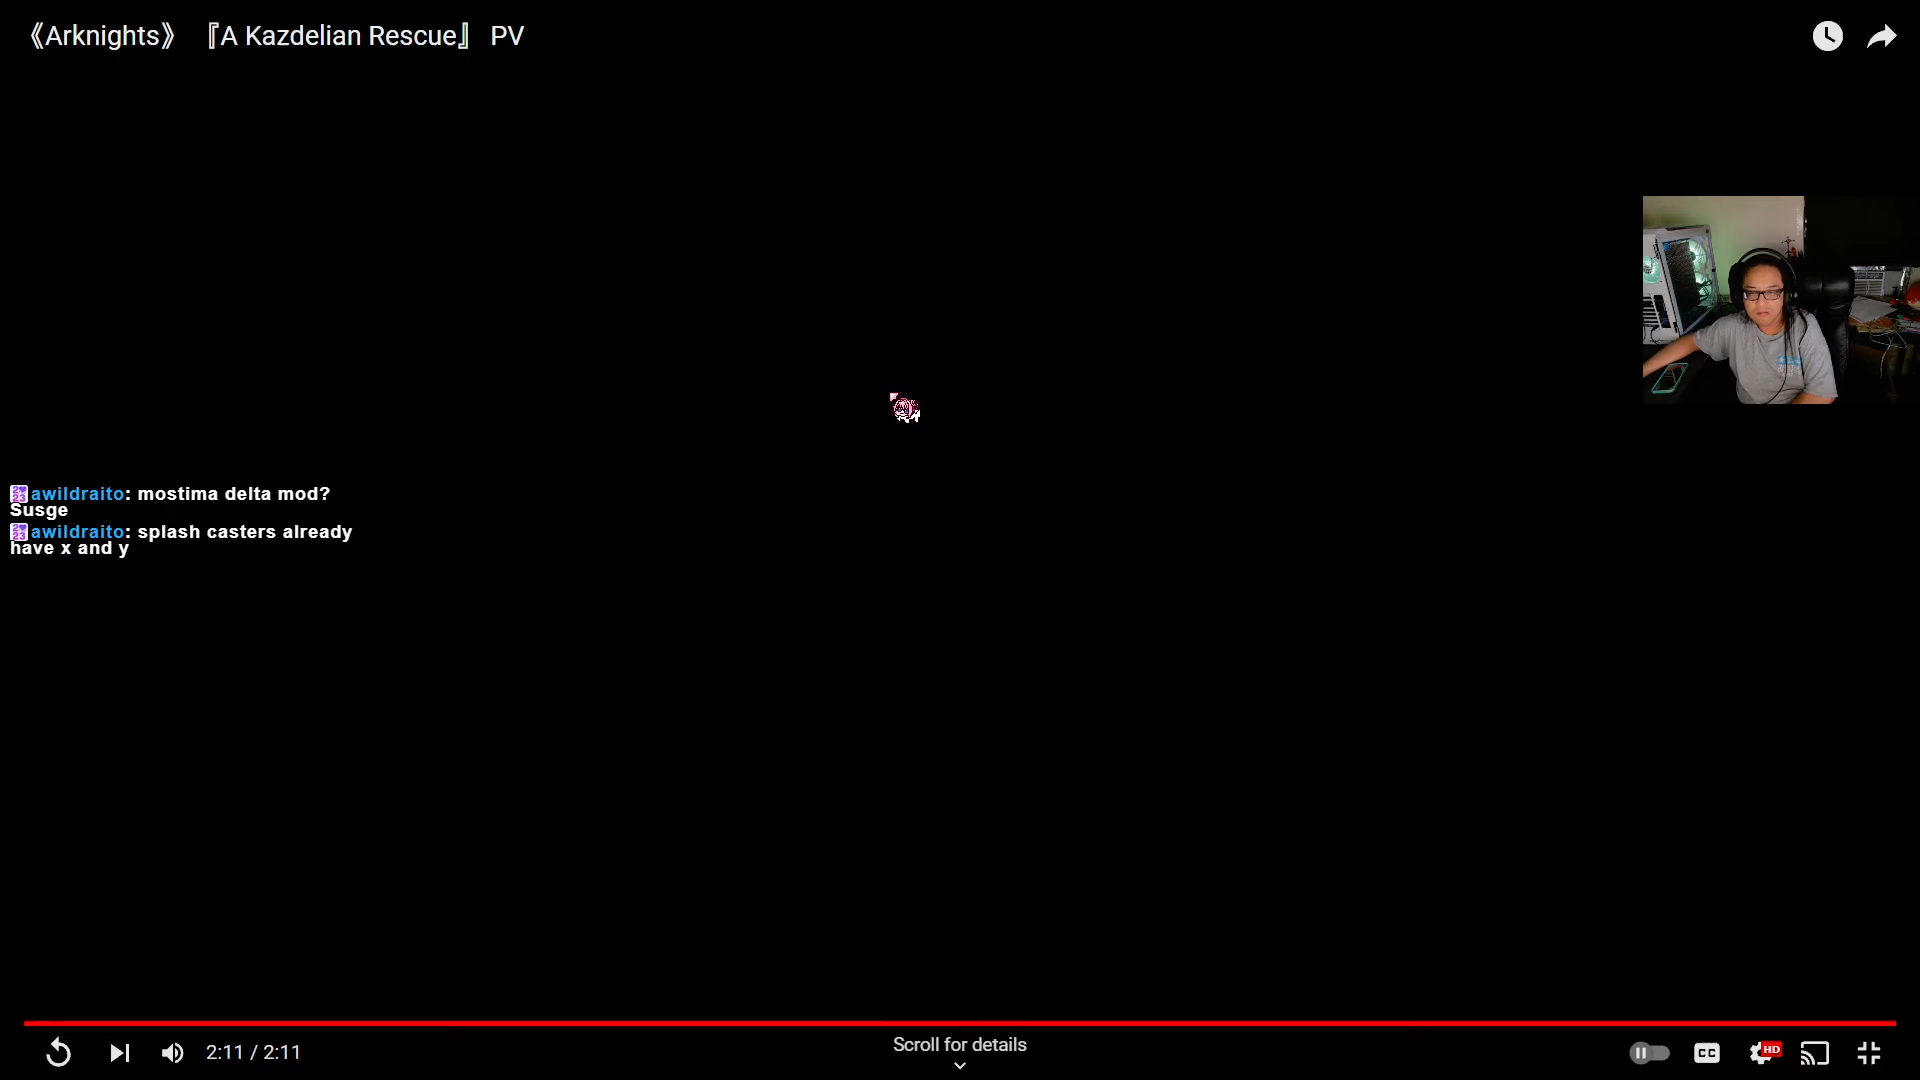 《Arknights》 『A Kazdelian Rescue』 PV
awildraito: mostima delta mod?
Susge
awildraito: splash casters already
have x and y
2:11 / 2:11
Scroll for details
CC
HD